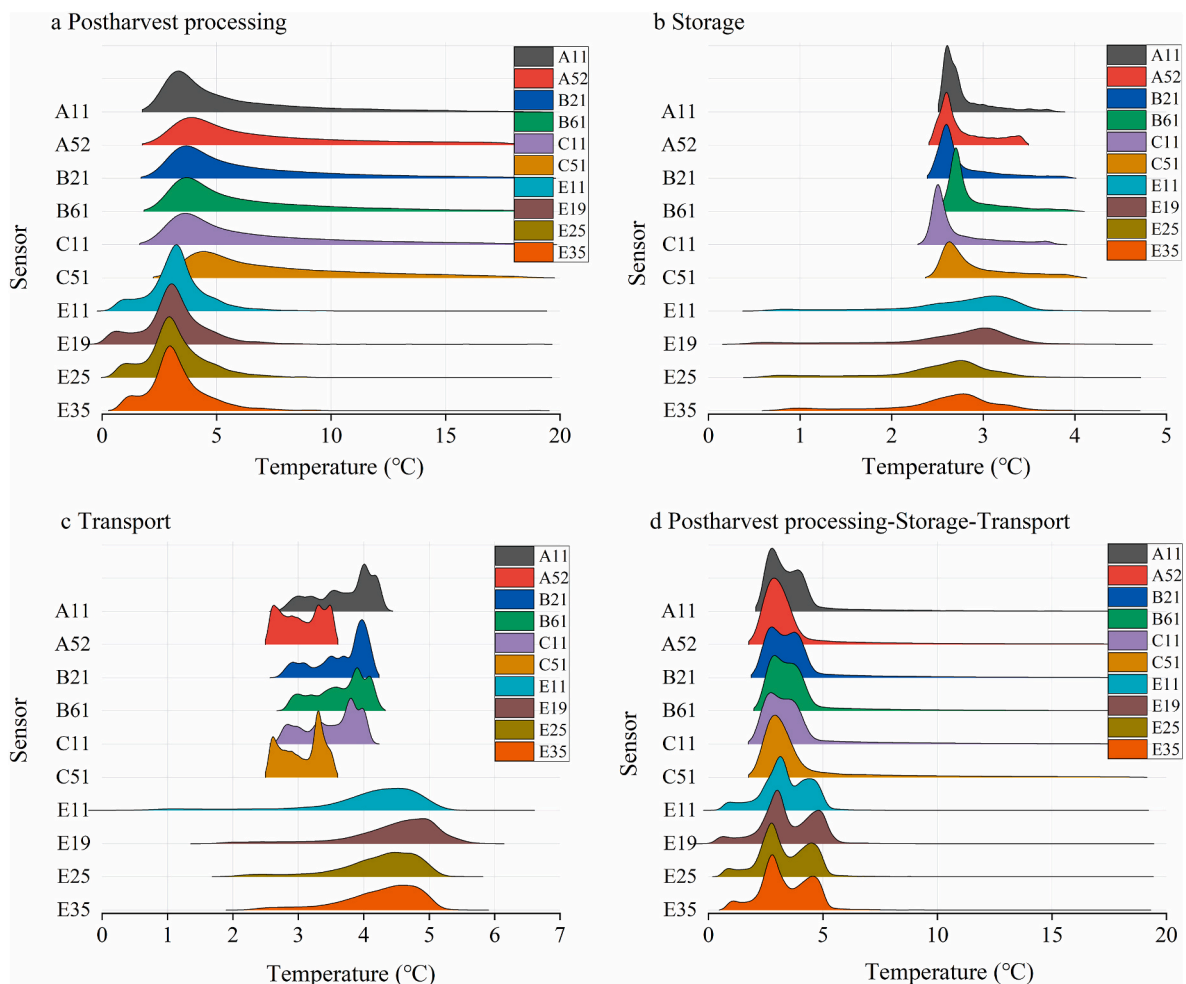 a Postharvest processing
A11
A52
B21
B61
C11
C51
E11
E19
E25
E35
Sensor
A11
A52
B21
B61
C11
C51
E11
E19
E25
E35
0 5 10 15 20
Temperature (℃)
b Storage
A11
A52
B21
B61
C11
C51
E11
E19
E25
E35
Sensor
A11
A52
B21
B61
C11
C51
E11
E19
E25
E35
0 1 2 3 4 5
Temperature (℃)
c Transport
A11
A52
B21
B61
C11
C51
E11
E19
E25
E35
Sensor
A11
A52
B21
B61
C11
C51
E11
E19
E25
E35
0 1 2 3 4 5 6 7
Temperature (℃)
d Postharvest processing-Storage-Transport
A11
A52
B21
B61
C11
C51
E11
E19
E25
E35
Sensor
A11
A52
B21
B61
C11
C51
E11
E19
E25
E35
0 5 10 15 20
Temperature (℃)